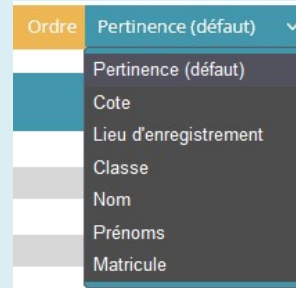 Ordre Pertinence (défaut)
Pertinence (défaut)
Cote
Lieu d'enregistrement
Classe
Nom
Prénoms
Matricule